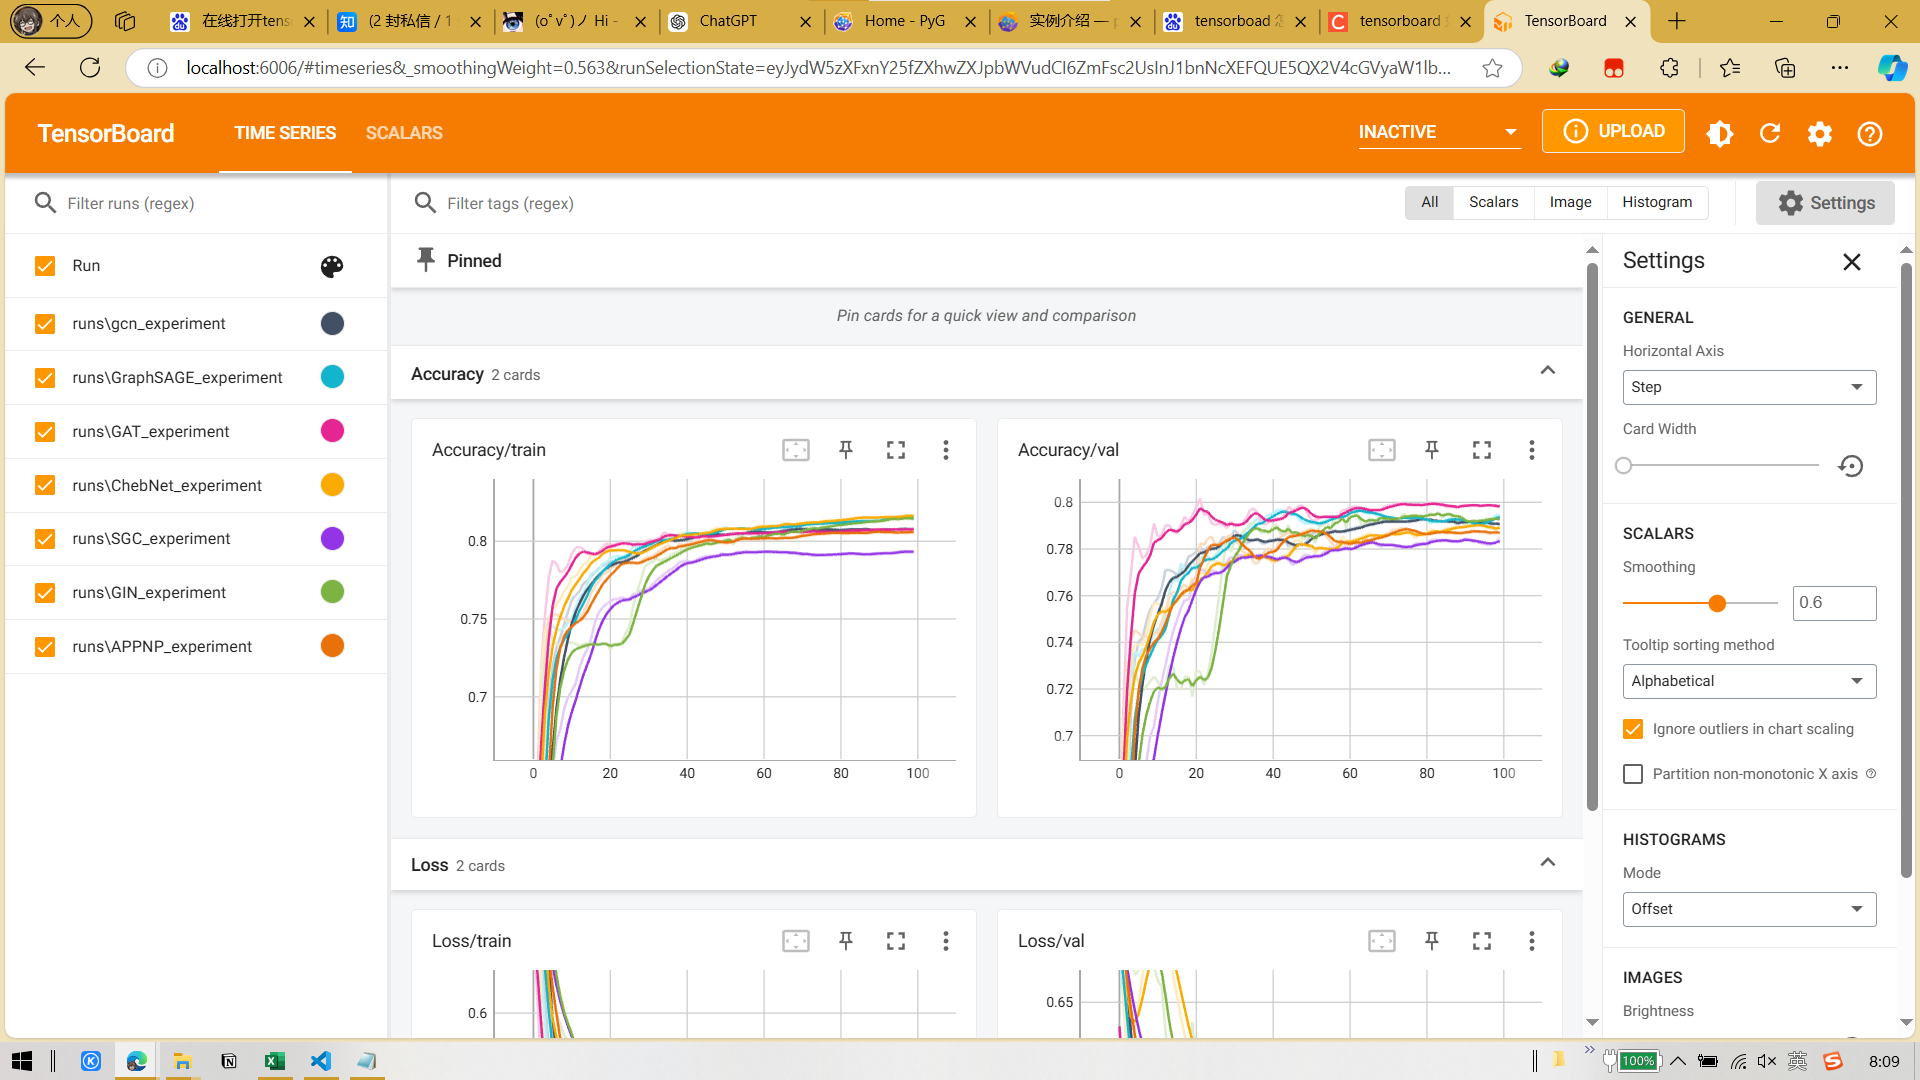 个人
在线打开tens
(2 封私信 / 1
(oﾟvﾟ)ノ Hi -
ChatGPT
Home - PyG
实例介绍 — p
tensorboad 怎
tensorboard
TensorBoard
localhost:6006/#timeseries&_smoothingWeight=0.563&runSelectionState=eyJydW5zXFxnY25fZXhwZXJpbWVudCI6ZmFsc2UsInJ1bnNcXEFQUE5QX2V4cGVyaW1lb...
TensorBoard
TIME SERIES
SCALARS
INACTIVE
UPLOAD
Filter runs (regex)
Filter tags (regex)
All
Scalars
Image
Histogram
Settings
Run
runs\gcn_experiment
runs\GraphSAGE_experiment
runs\GAT_experiment
runs\ChebNet_experiment
runs\SGC_experiment
runs\GIN_experiment
runs\APPNP_experiment
Pinned
Pin cards for a quick view and comparison
Accuracy 2 cards
Accuracy/train
0.8
0.75
0.7
0 20 40 60 80 100
Accuracy/val
0.8
0.78
0.76
0.74
0.72
0.7
0 20 40 60 80 100
Loss 2 cards
Loss/train
0.6
Loss/val
0.65
Settings
GENERAL
Horizontal Axis
Step
Card Width
SCALARS
Smoothing
0.6
Tooltip sorting method
Alphabetical
Ignore outliers in chart scaling
Partition non-monotonic X axis
HISTOGRAMS
Mode
Offset
IMAGES
Brightness
100%
英
8:09